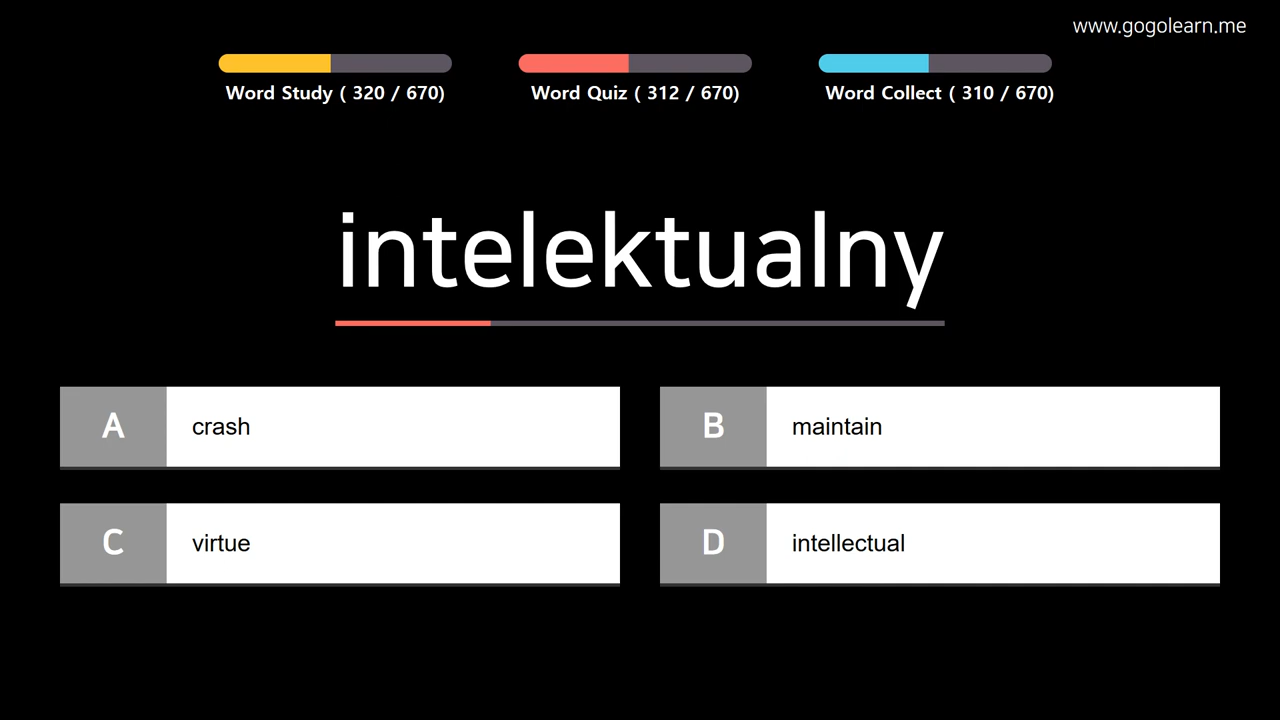 www.gogolearn.me
Word Study ( 320 / 670)
Word Quiz ( 312 / 670)
Word Collect ( 310 / 670)
intelektualny
A crash
B maintain
C virtue
D intellectual